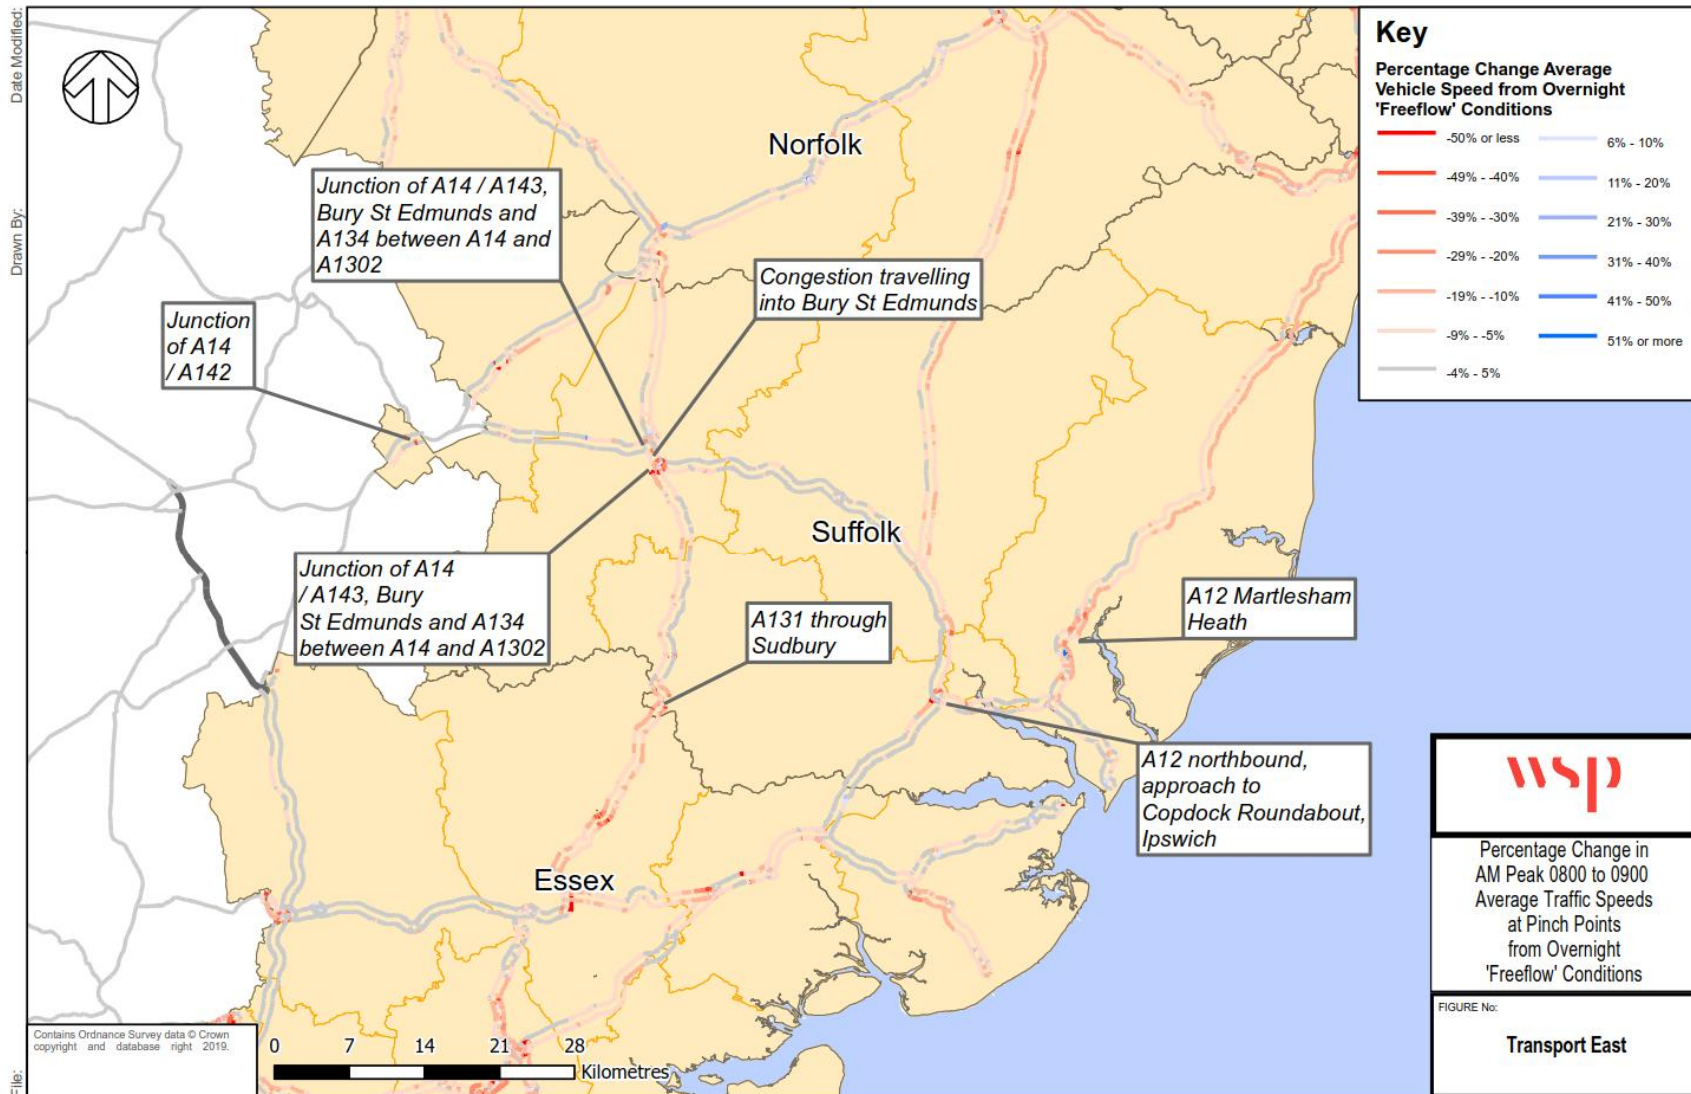 Date Modified:
Drawn By:
File:
Norfolk
Suffolk
Essex
Junction of A14 / A143,
Bury St Edmunds and
A134 between A14 and
A1302
Congestion travelling
into Bury St Edmunds
Junction
of A14
/ A142
Junction of A14
/ A143, Bury
St Edmunds and A134
between A14 and A1302
A131 through
Sudbury
A12 Martlesham
Heath
A12 northbound,
approach to
Copdock Roundabout,
Ipswich
Key
Percentage Change Average
Vehicle Speed from Overnight
'Freeflow' Conditions
-50% or less
-49% - -40%
-39% - -30%
-29% - -20%
-19% - -10%
-9% - -5%
-4% - 5%
6% - 10%
11% - 20%
21% - 30%
31% - 40%
41% - 50%
51% or more
wsp
Percentage Change in
AM Peak 0800 to 0900
Average Traffic Speeds
at Pinch Points
from Overnight
'Freeflow' Conditions
FIGURE No:
Transport East
Contains Ordnance Survey data © Crown
copyright and database right 2019.
0 7 14 21 28
Kilometres